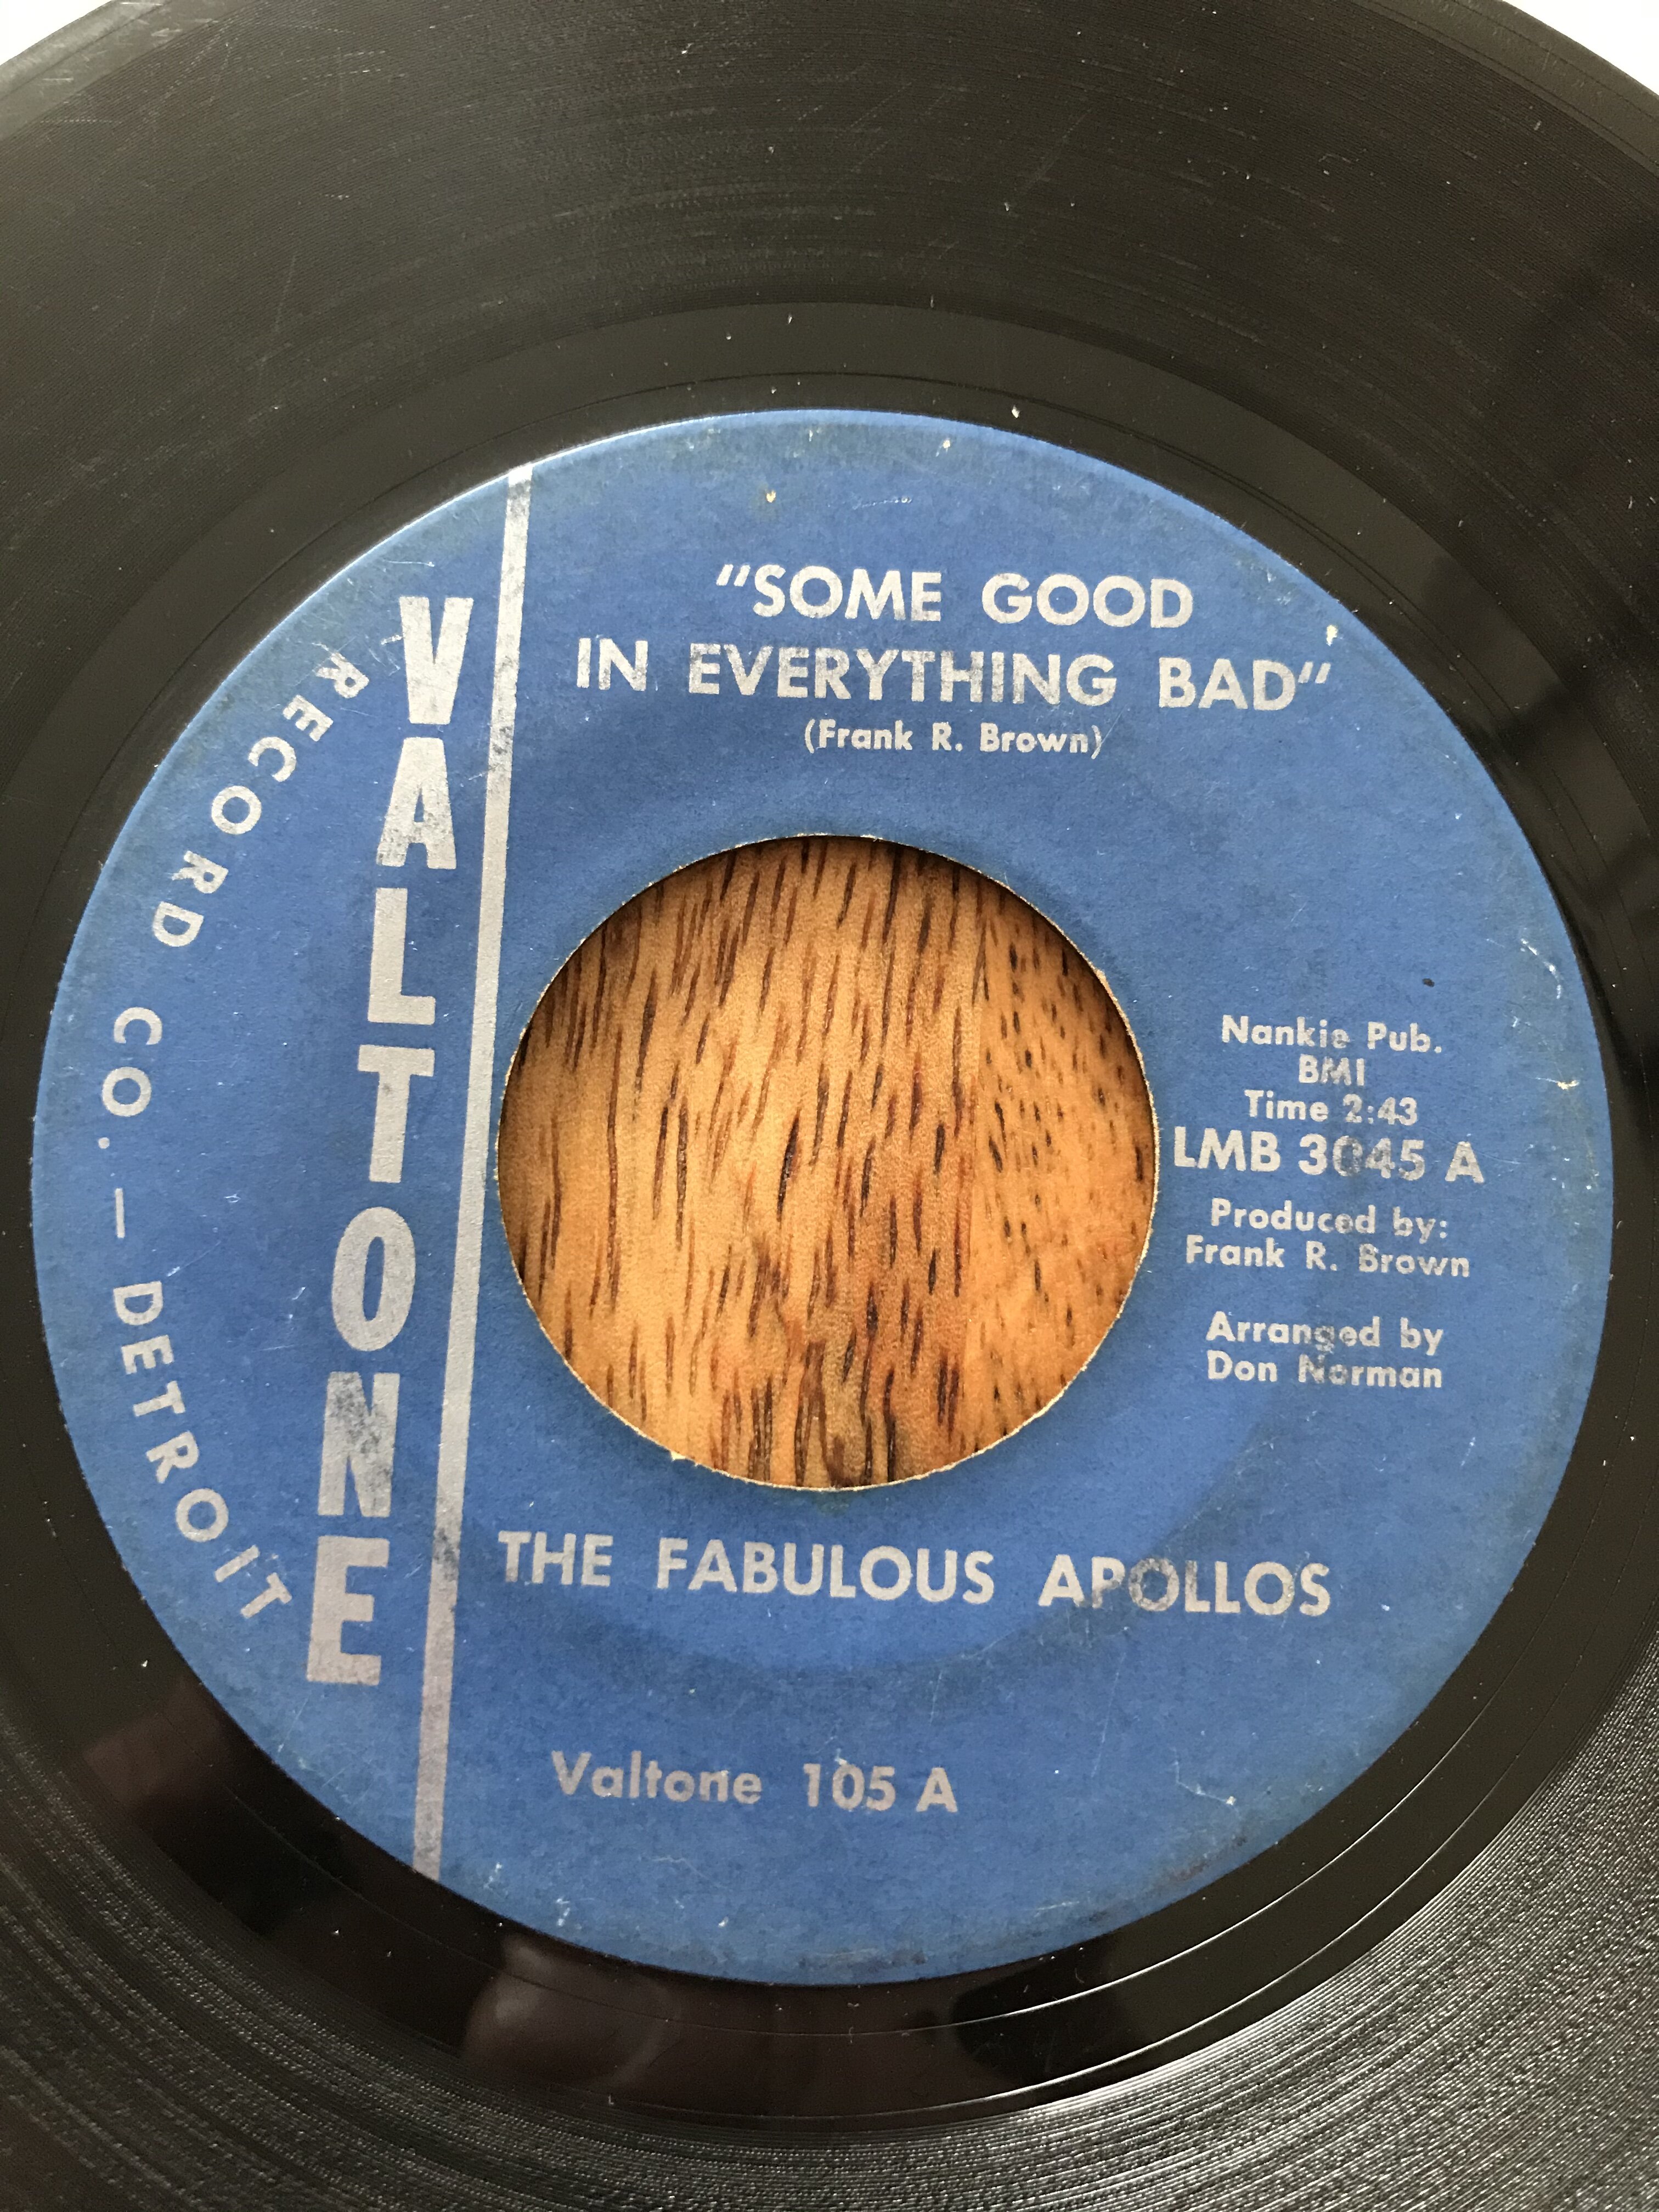 "SOME GOOD
IN EVERYTHING BAD"
(Frank R. Brown)
VALTONE
RECORD CO. — DETROIT
Nankie Pub.
BMI
Time 2:43
LMB 3045 A
Produced by:
Frank R. Brown
Arranged by
Don Norman
THE FABULOUS APOLLOS
Valtone 105 A